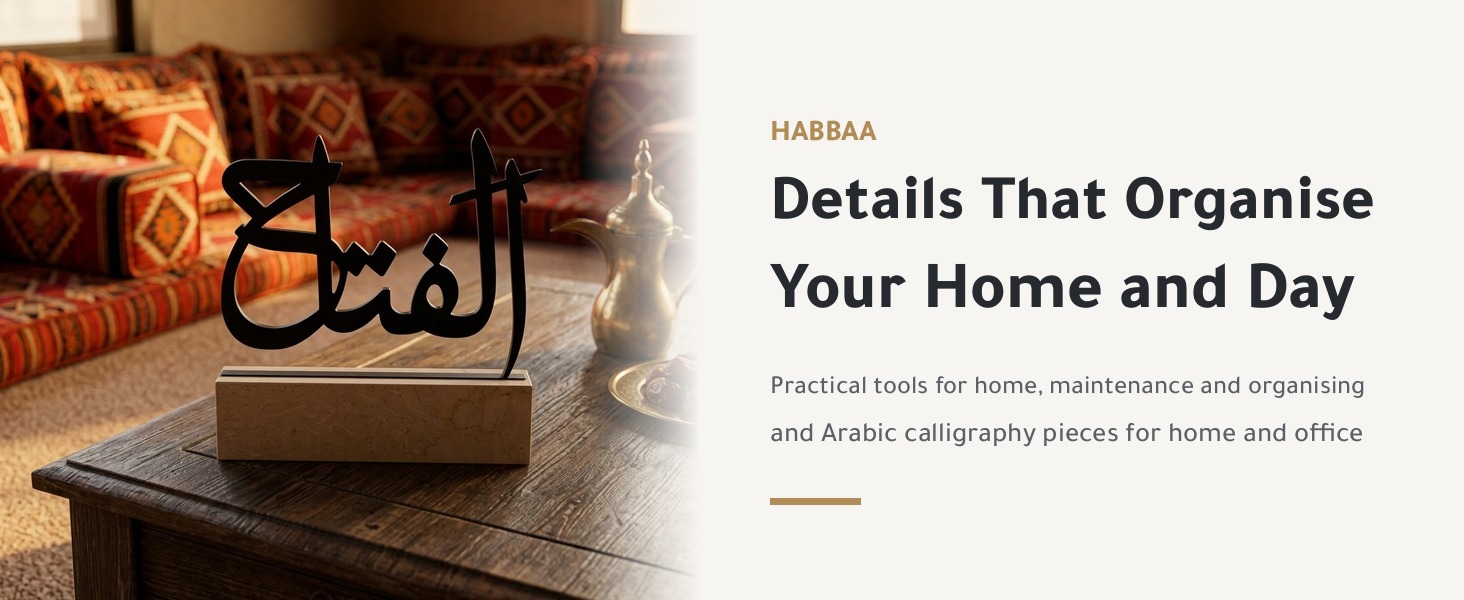 الفتاح
HABBAA
Details That Organise
Your Home and Day
Practical tools for home, maintenance and organising
and Arabic calligraphy pieces for home and office